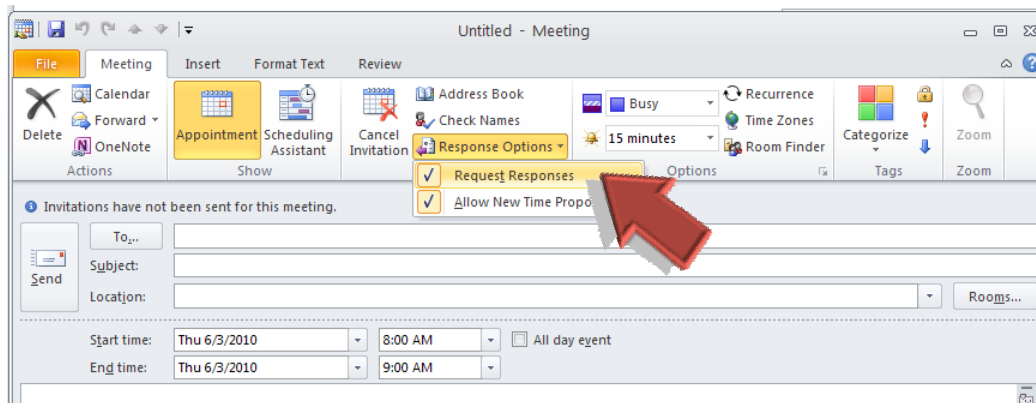 Untitled - Meeting
File Meeting Insert Format Text Review
Delete
Calendar
Forward
OneNote
Actions
Appointment
Scheduling
Assistant
Show
Cancel
Invitation
Address Book
Check Names
Response Options
Request Responses
Allow New Time Propo
Busy
15 minutes
Recurrence
Time Zones
Room Finder
Options
Categorize
Tags
Zoom
Zoom
Invitations have not been sent for this meeting.
Send
To...
Subject:
Location:
Rooms...
Start time: Thu 6/3/2010 8:00 AM All day event
End time: Thu 6/3/2010 9:00 AM